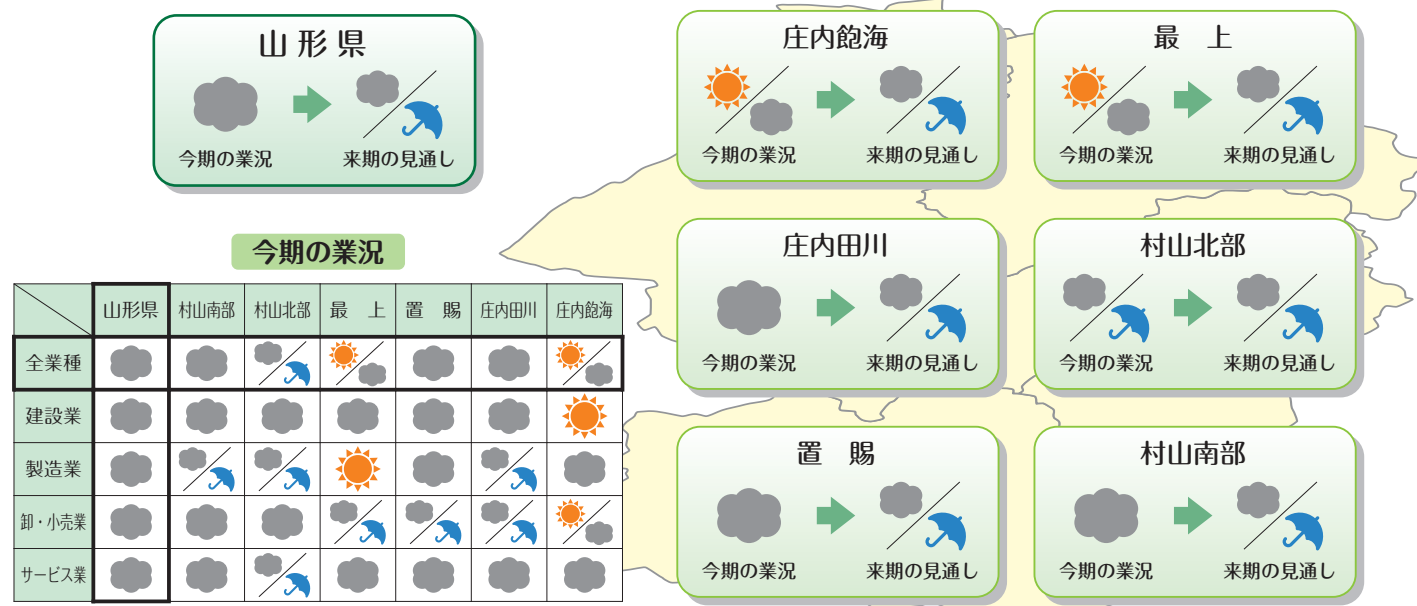 山形県
今期の業況 来期の見通し
庄内飽海
今期の業況 来期の見通し
最 上
今期の業況 来期の見通し
庄内田川
今期の業況 来期の見通し
村山北部
今期の業況 来期の見通し
置 賜
今期の業況 来期の見通し
村山南部
今期の業況 来期の見通し
今期の業況
山形県 村山南部 村山北部 最 上 置 賜 庄内田川 庄内飽海
全業種
建設業
製造業
卸・小売業
サービス業